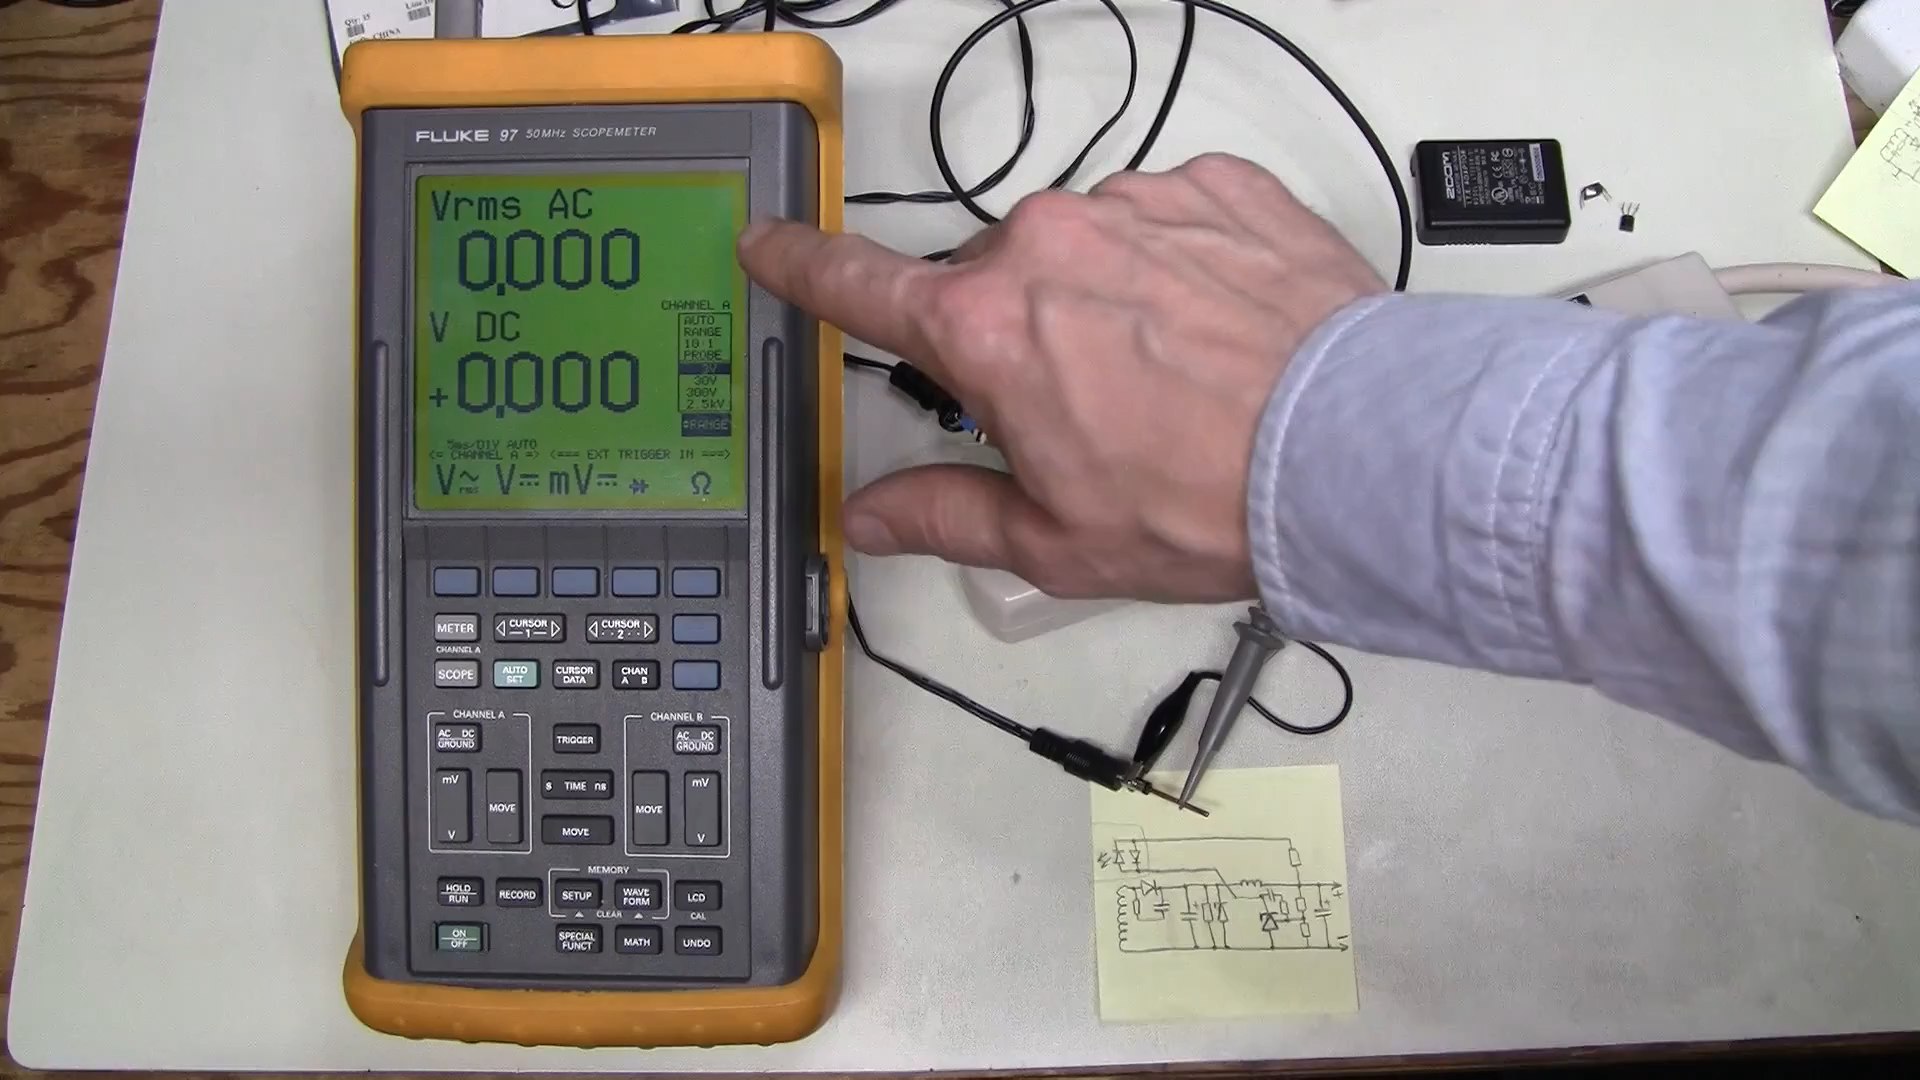 Qty: 35
CHINA
FLUKE 97 50MHz SCOPEMETER
Vrms AC
0.000
V DC
+0.000
CHANNEL A
AUTO
RANGE
10:1
PROBE
3V
30V
300V
2.5kV
RANGE
5ms/DIV AUTO
<= CHANNEL A => <=== EXT TRIGGER IN ===>
V~ rms V mV Ω
METER CURSOR 1 CURSOR 2
CHANNEL A
SCOPE AUTO SET CURSOR DATA CHAN A B
CHANNEL A
AC DC
GROUND
mV
V
MOVE
TRIGGER
s TIME ns
MOVE
CHANNEL B
AC DC
GROUND
MOVE
mV
V
MEMORY
HOLD
RUN
RECORD
SETUP
WAVE
FORM
LCD
CLEAR
CAL
ON
OFF
SPECIAL
FUNCT
MATH
UNDO
ZOOM